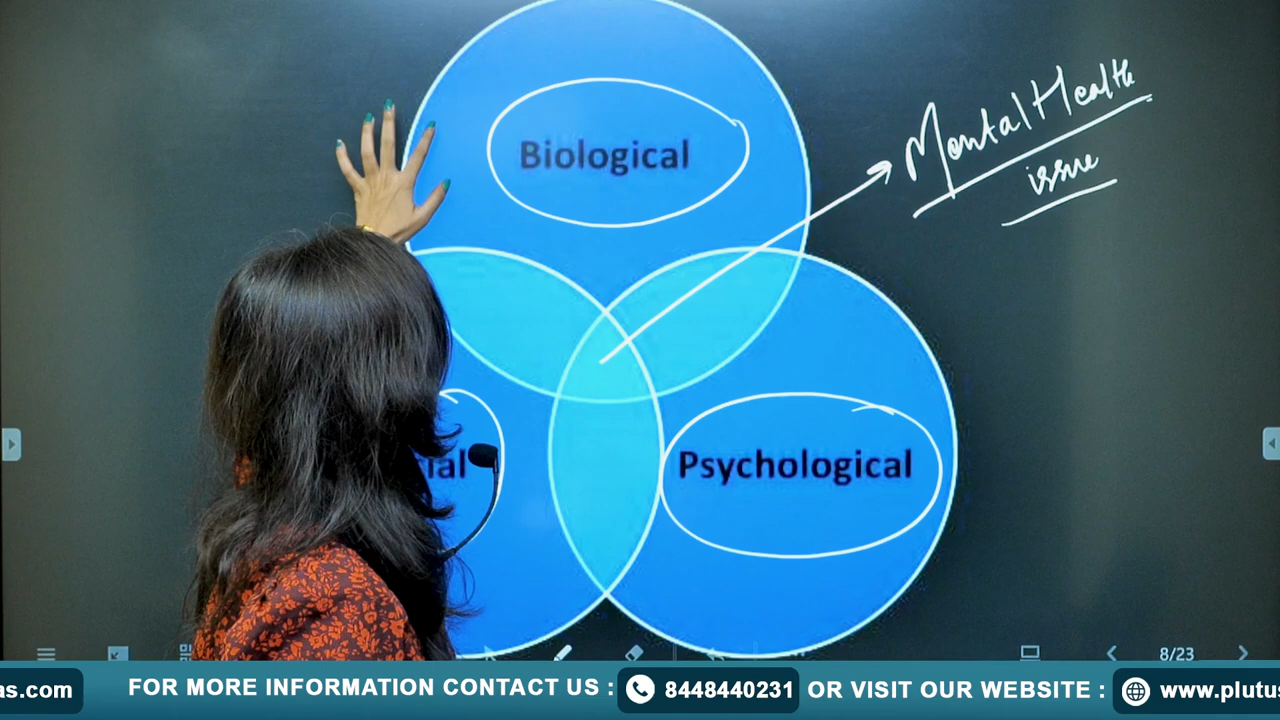 Biological
Mental Health
issue
ial
Psychological
8/23
as.com
FOR MORE INFORMATION CONTACT US :
8448440231
OR VISIT OUR WEBSITE :
www.plutus